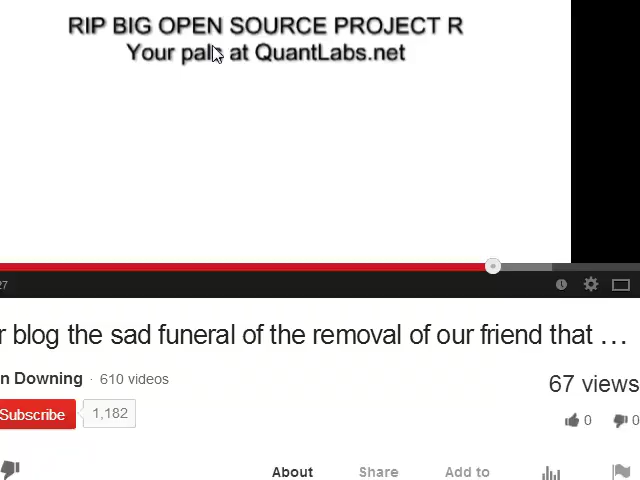 RIP BIG OPEN SOURCE PROJECT R
Your pals at QuantLabs.net
27
r blog the sad funeral of the removal of our friend that ...
n Downing · 610 videos
67 views
Subscribe 1,182
0 0
About Share Add to